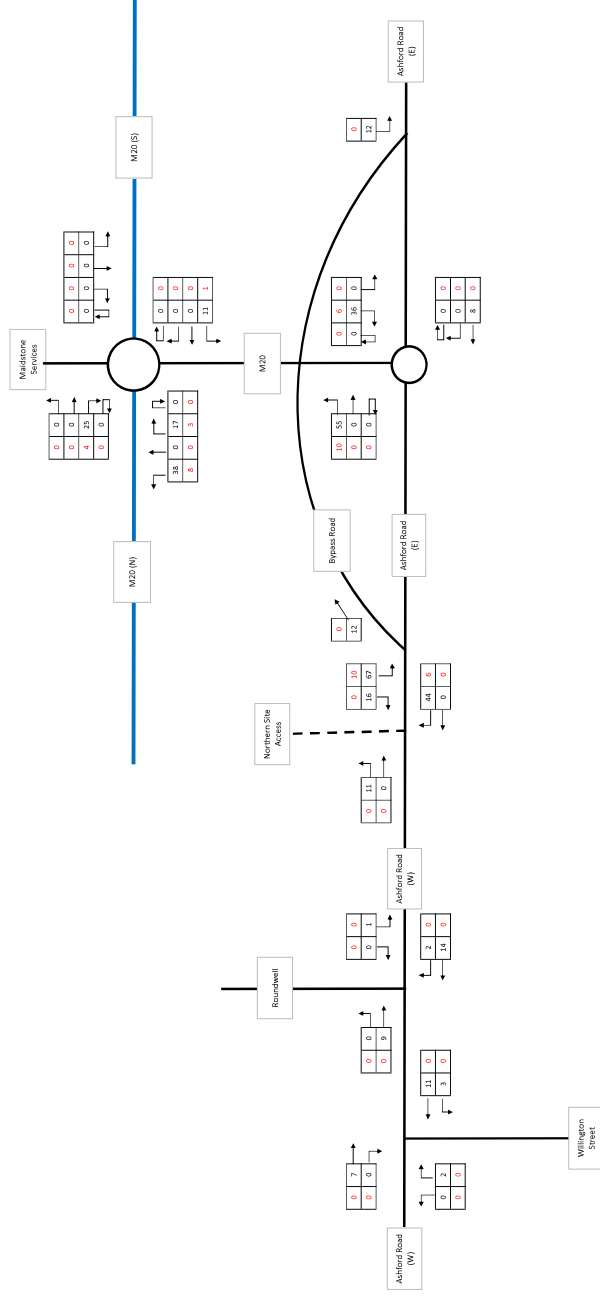 Maidstone
Services
0 0
0 0
4 25
0 0
0 0 0 0
0 0 0 0
M20 (N)
M20 (S)
38 0 17 0
8 0 3 0
0 0
0 0
0 0
11 1
Roundwell
Northern Site
Access
M20
Bypass Road
0 7
0 0
0 0
0 9
0 0
0 1
0 11
0 0
0 10
16 67
0
12
10 55
0 0
0 0
0 6 0
0 36 0
0
12
Ashford Road
(W)
Ashford Road
(W)
Ashford Road
(E)
Ashford Road
(E)
0 2
0 0
11 0
3 0
2 0
14 0
44 6
0 0
0 0
0 0
8 0
Willington
Street